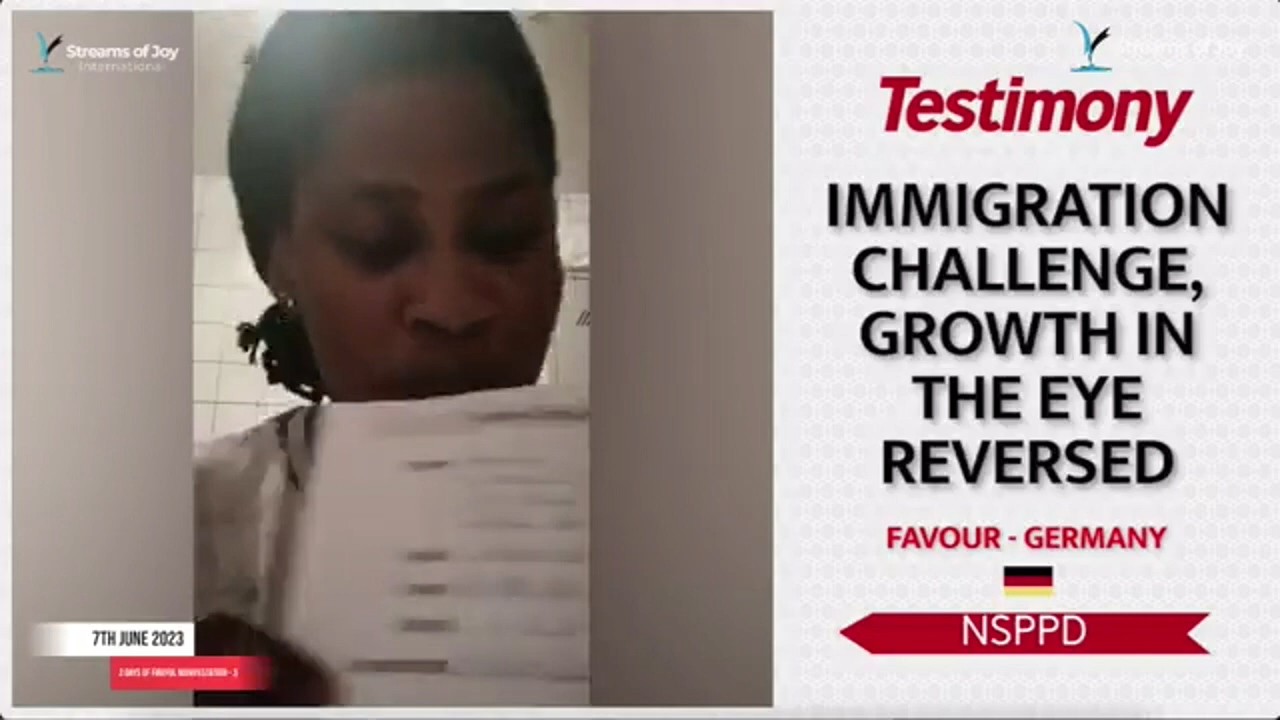 Streams of Joy
International
Streams of Joy
Testimony
IMMIGRATION
CHALLENGE,
GROWTH IN
THE EYE
REVERSED
FAVOUR - GERMANY
NSPPD
7TH JUNE 2023